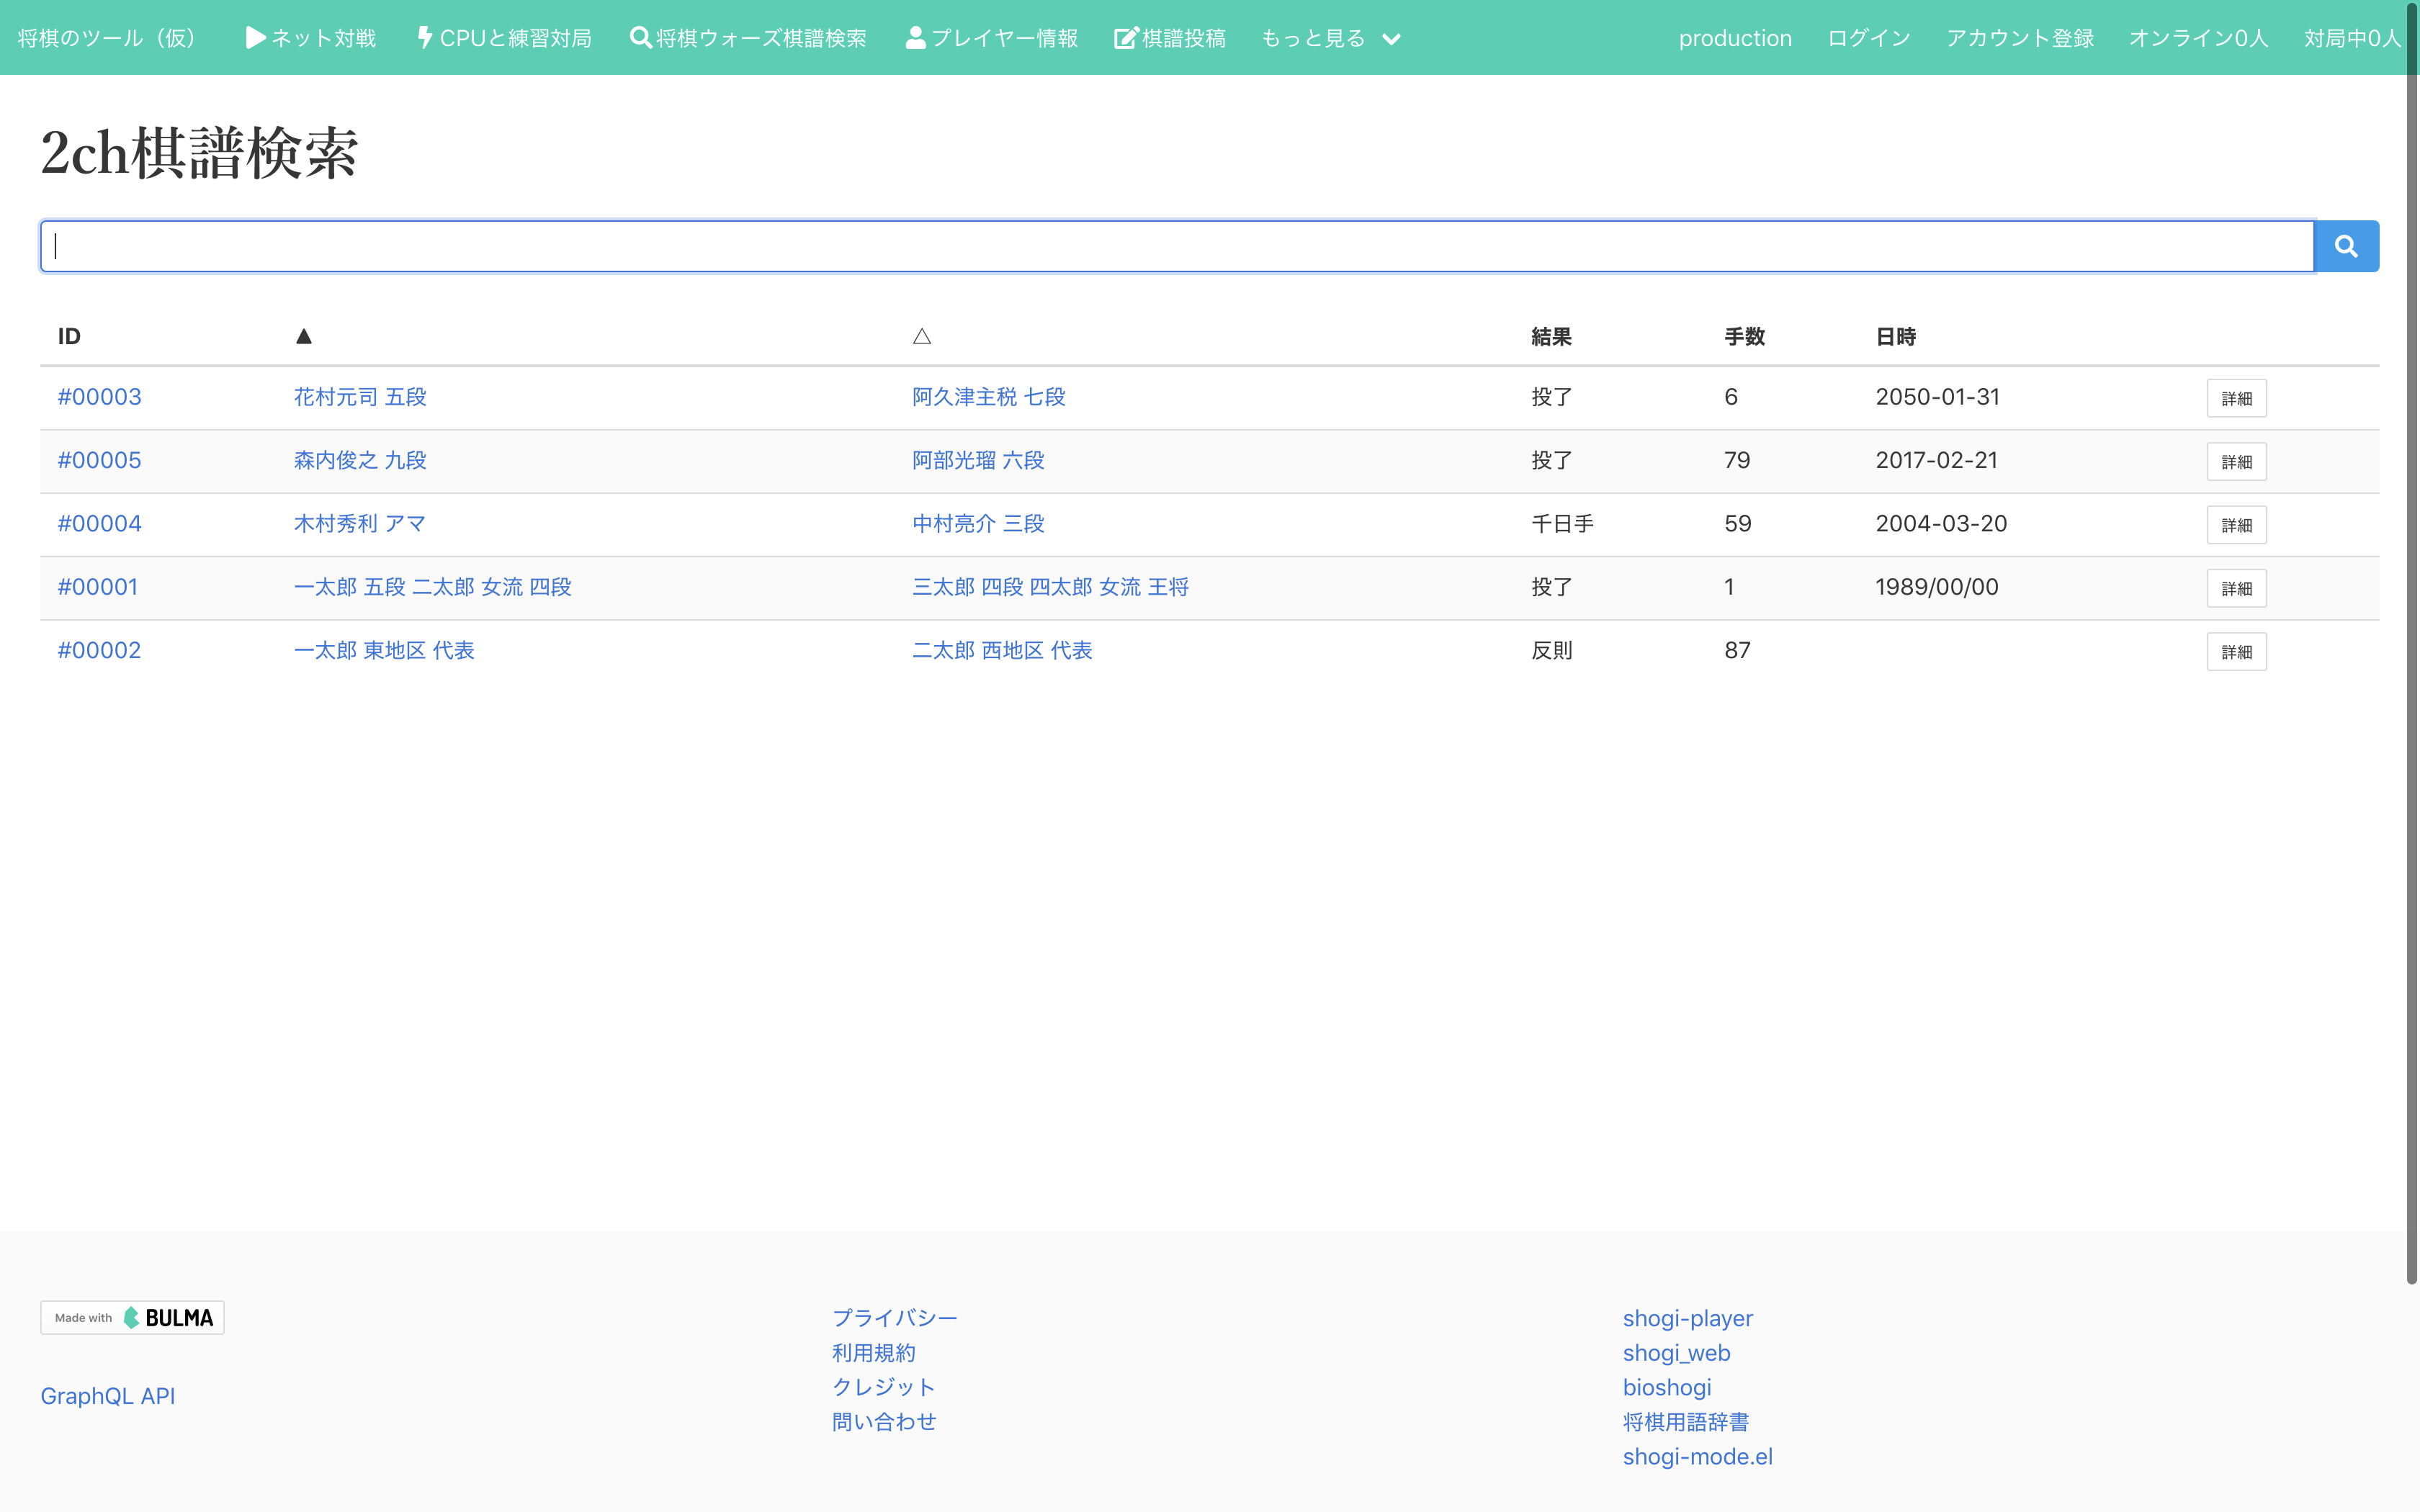 将棋のツール（仮） ネット対戦 CPUと練習対局 将棋ウォーズ棋譜検索 プレイヤー情報 棋譜投稿 もっと見る production ログイン アカウント登録 オンライン0人 対局中0人
2ch棋譜検索
ID ▲ △ 結果 手数 日時
#00003 花村元司 五段 阿久津主税 七段 投了 6 2050-01-31 詳細
#00005 森内俊之 九段 阿部光瑠 六段 投了 79 2017-02-21 詳細
#00004 木村秀利 アマ 中村亮介 三段 千日手 59 2004-03-20 詳細
#00001 一太郎 五段 二太郎 女流 四段 三太郎 四段 四太郎 女流 王将 投了 1 1989/00/00 詳細
#00002 一太郎 東地区 代表 二太郎 西地区 代表 反則 87 詳細
Made with BULMA
GraphQL API
プライバシー
利用規約
クレジット
問い合わせ
shogi-player
shogi_web
bioshogi
将棋用語辞書
shogi-mode.el